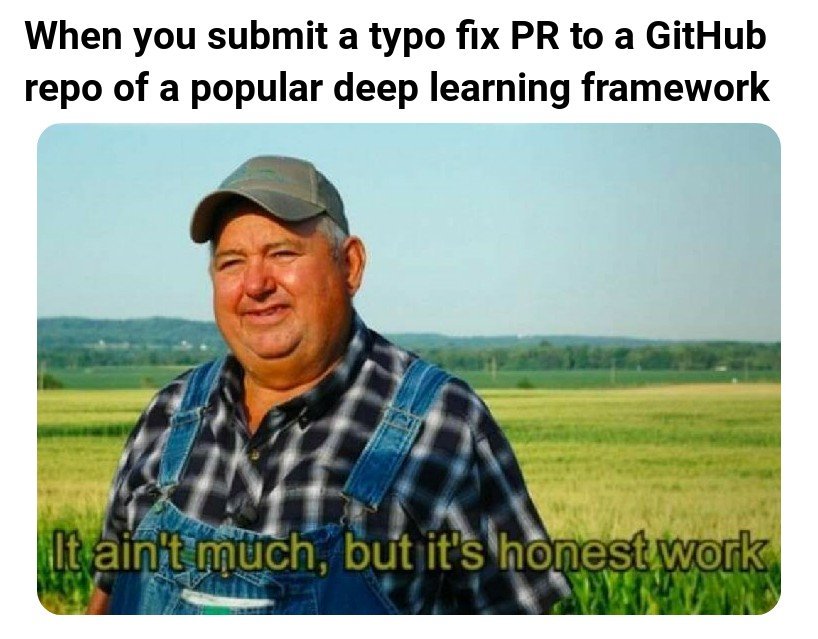 When you submit a typo fix PR to a GitHub
repo of a popular deep learning framework
It ain't much, but it's honest work